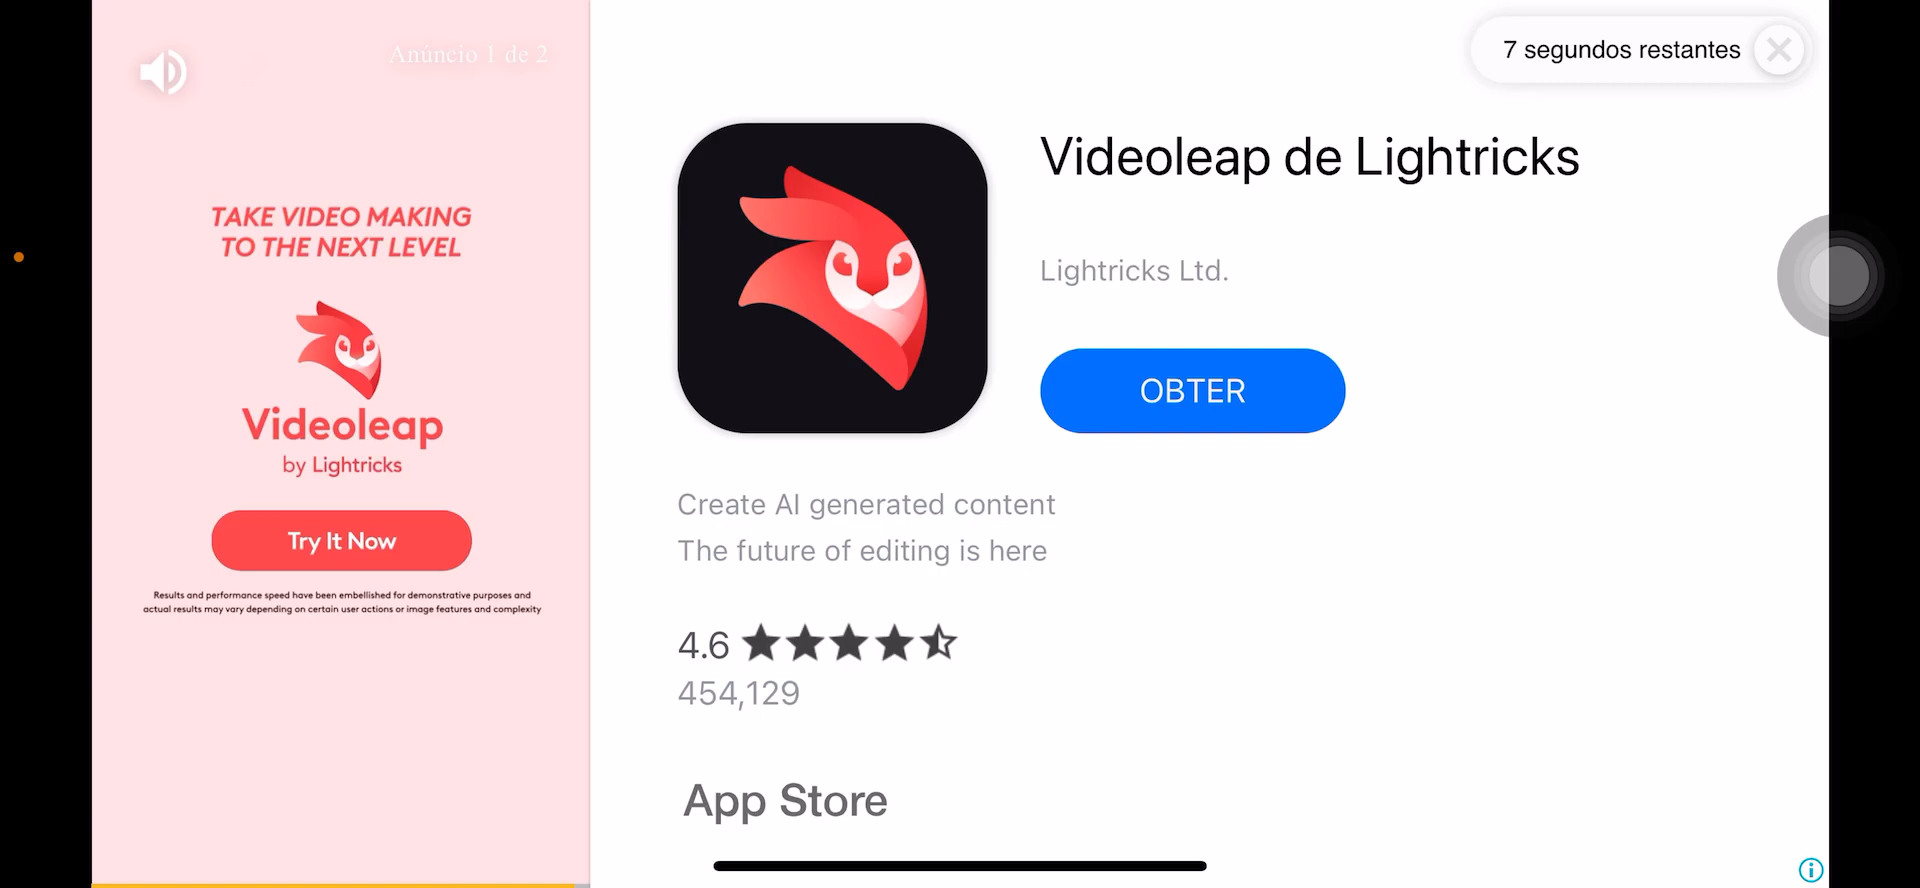 Anúncio 1 de 2
TAKE VIDEO MAKING
TO THE NEXT LEVEL
Videoleap
by Lightricks
Try It Now
Results and performance speed have been embellished for demonstrative purposes and
actual results may vary depending on certain user actions or image features and complexity
7 segundos restantes
Videoleap de Lightricks
Lightricks Ltd.
OBTER
Create AI generated content
The future of editing is here
4.6
454,129
App Store